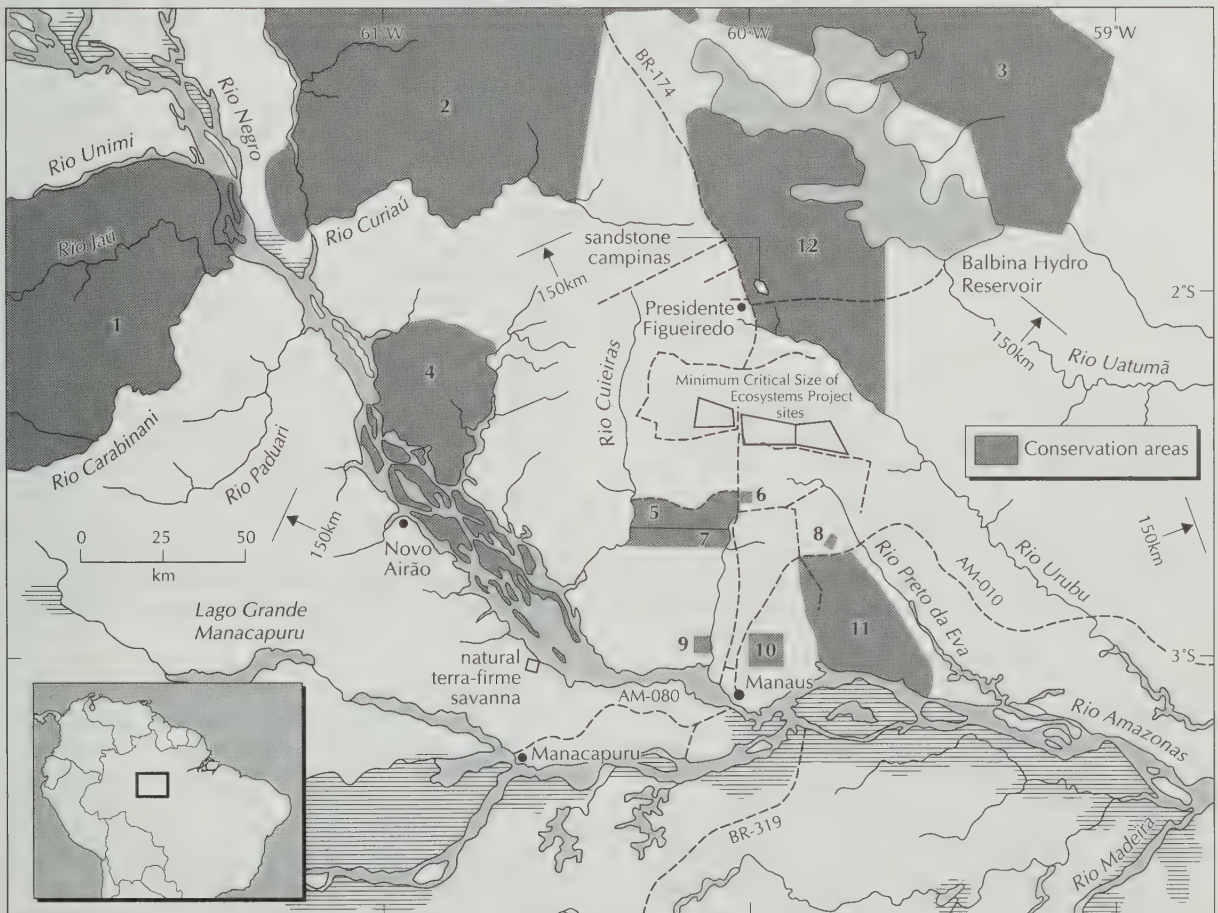 61°W
60°W
59°W
BR-174
3
2
Rio Negro
Rio Unimi
Rio Jaú
Rio Curiaú
sandstone
campinas
12
150km
Balbina Hydro
Reservoir
2°S
1
Presidente
Figueiredo
150km
Rio Uatumã
4
Rio Cuieiras
Minimum Critical Size of
Ecosystems Project
sites
Conservation areas
Rio Carabinani
Rio Paduari
150km
0 25 50
km
Novo
Airão
5
6
7
8
150km
Rio Preto da Eva
AM-010
Rio Urubu
Lago Grande
Manacapuru
natural
terra-firme
savanna
9
10
11
3°S
AM-080
Manaus
Rio Amazonas
Manacapuru
BR-319
Rio Madeira